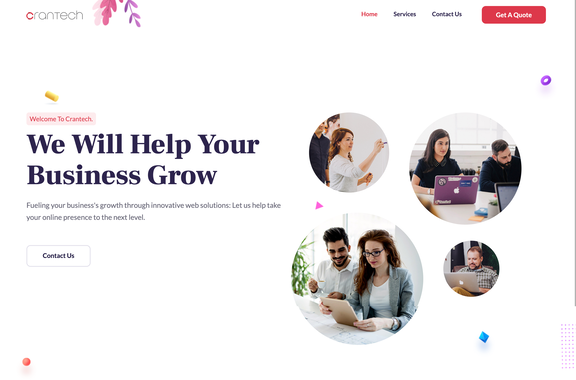 crantech
Home Services Contact Us Get A Quote
Welcome To Crantech.
We Will Help Your
Business Grow
Fueling your business's growth through innovative web solutions: Let us help take
your online presence to the next level.
Contact Us